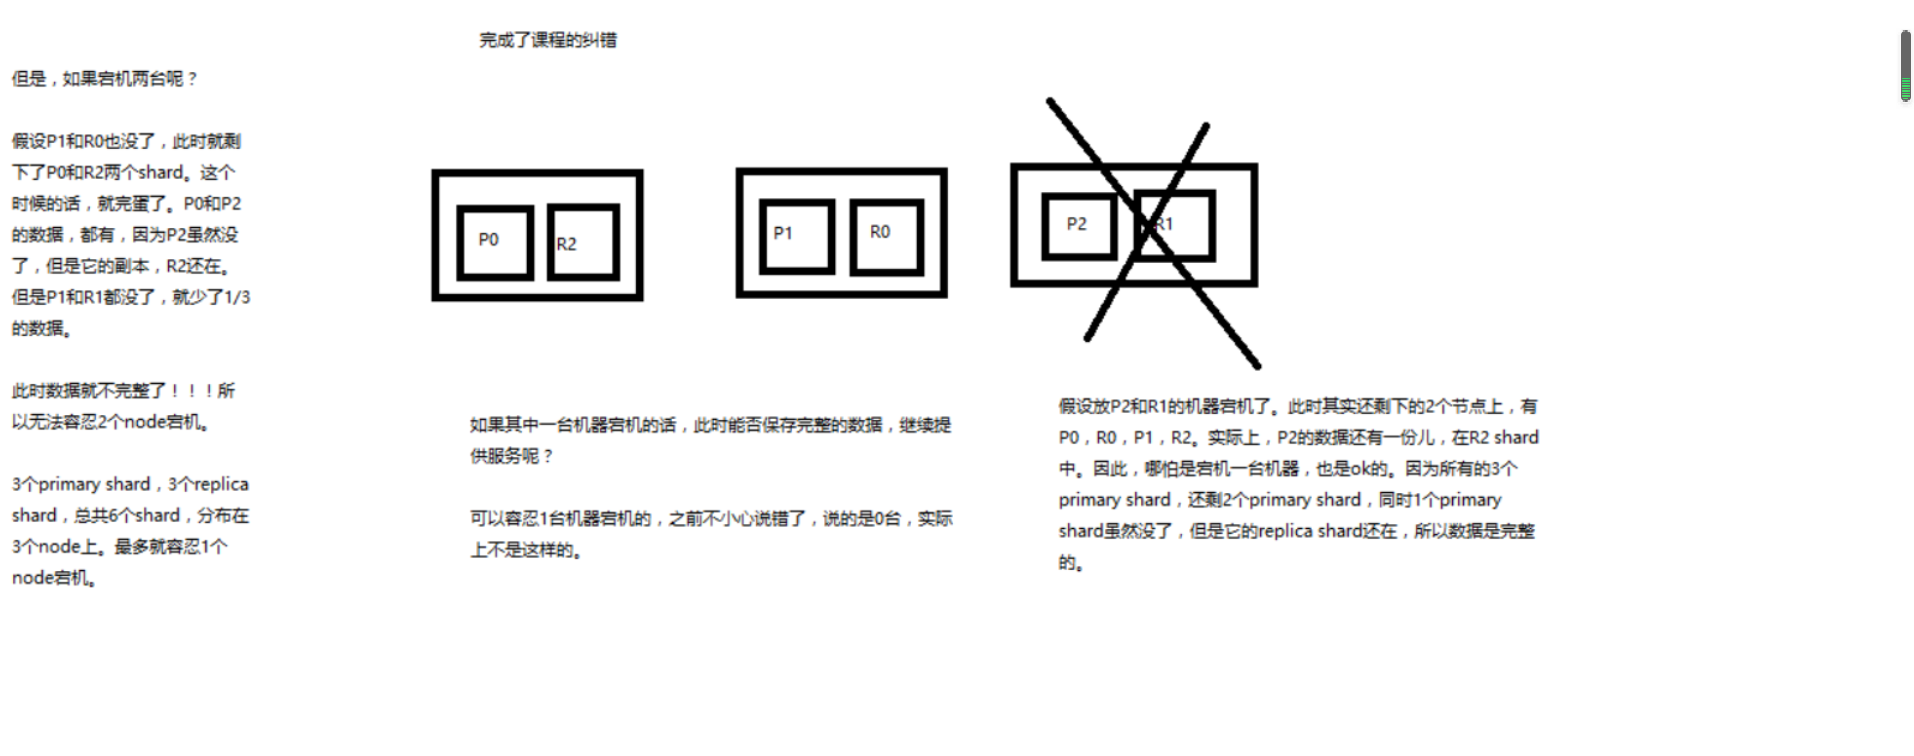 完成了课程的纠错
但是，如果宕机两台呢？
假设P1和R0也没了，此时就剩
下了P0和R2两个shard。这个
时候的话，就完蛋了。P0和P2
的数据，都有，因为P2虽然没
了，但是它的副本，R2还在。
但是P1和R1都没了，就少了1/3
的数据。
此时数据就不完整了！！！所
以无法容忍2个node宕机。
3个primary shard，3个replica
shard，总共6个shard，分布在
3个node上。最多就容忍1个
node宕机。
P0
R2
P1
R0
P2
R1
如果其中一台机器宕机的话，此时能否保存完整的数据，继续提
供服务呢？
可以容忍1台机器宕机的，之前不小心说错了，说的是0台，实际
上不是这样的。
假设放P2和R1的机器宕机了。此时其实还剩下的2个节点上，有
P0，R0，P1，R2。实际上，P2的数据还有一份儿，在R2 shard
中。因此，哪怕是宕机一台机器，也是ok的。因为所有的3个
primary shard，还剩2个primary shard，同时1个primary
shard虽然没了，但是它的replica shard还在，所以数据是完整
的。